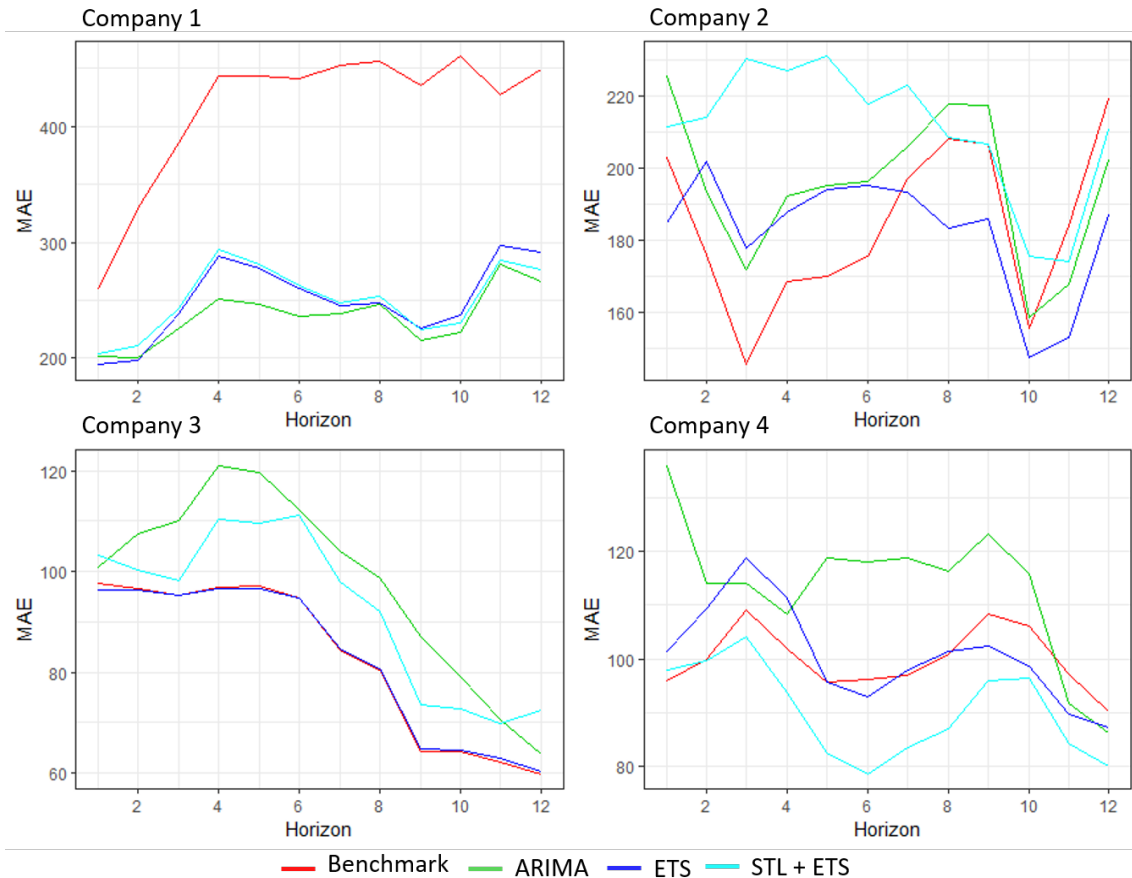 Company 1
Company 2
MAE
400
300
200
2 4 6 8 10 12
Horizon
MAE
220
200
180
160
2 4 6 8 10 12
Horizon
Company 3
Company 4
MAE
120
100
80
60
2 4 6 8 10 12
Horizon
MAE
120
100
80
2 4 6 8 10 12
Horizon
Benchmark ARIMA ETS STL + ETS